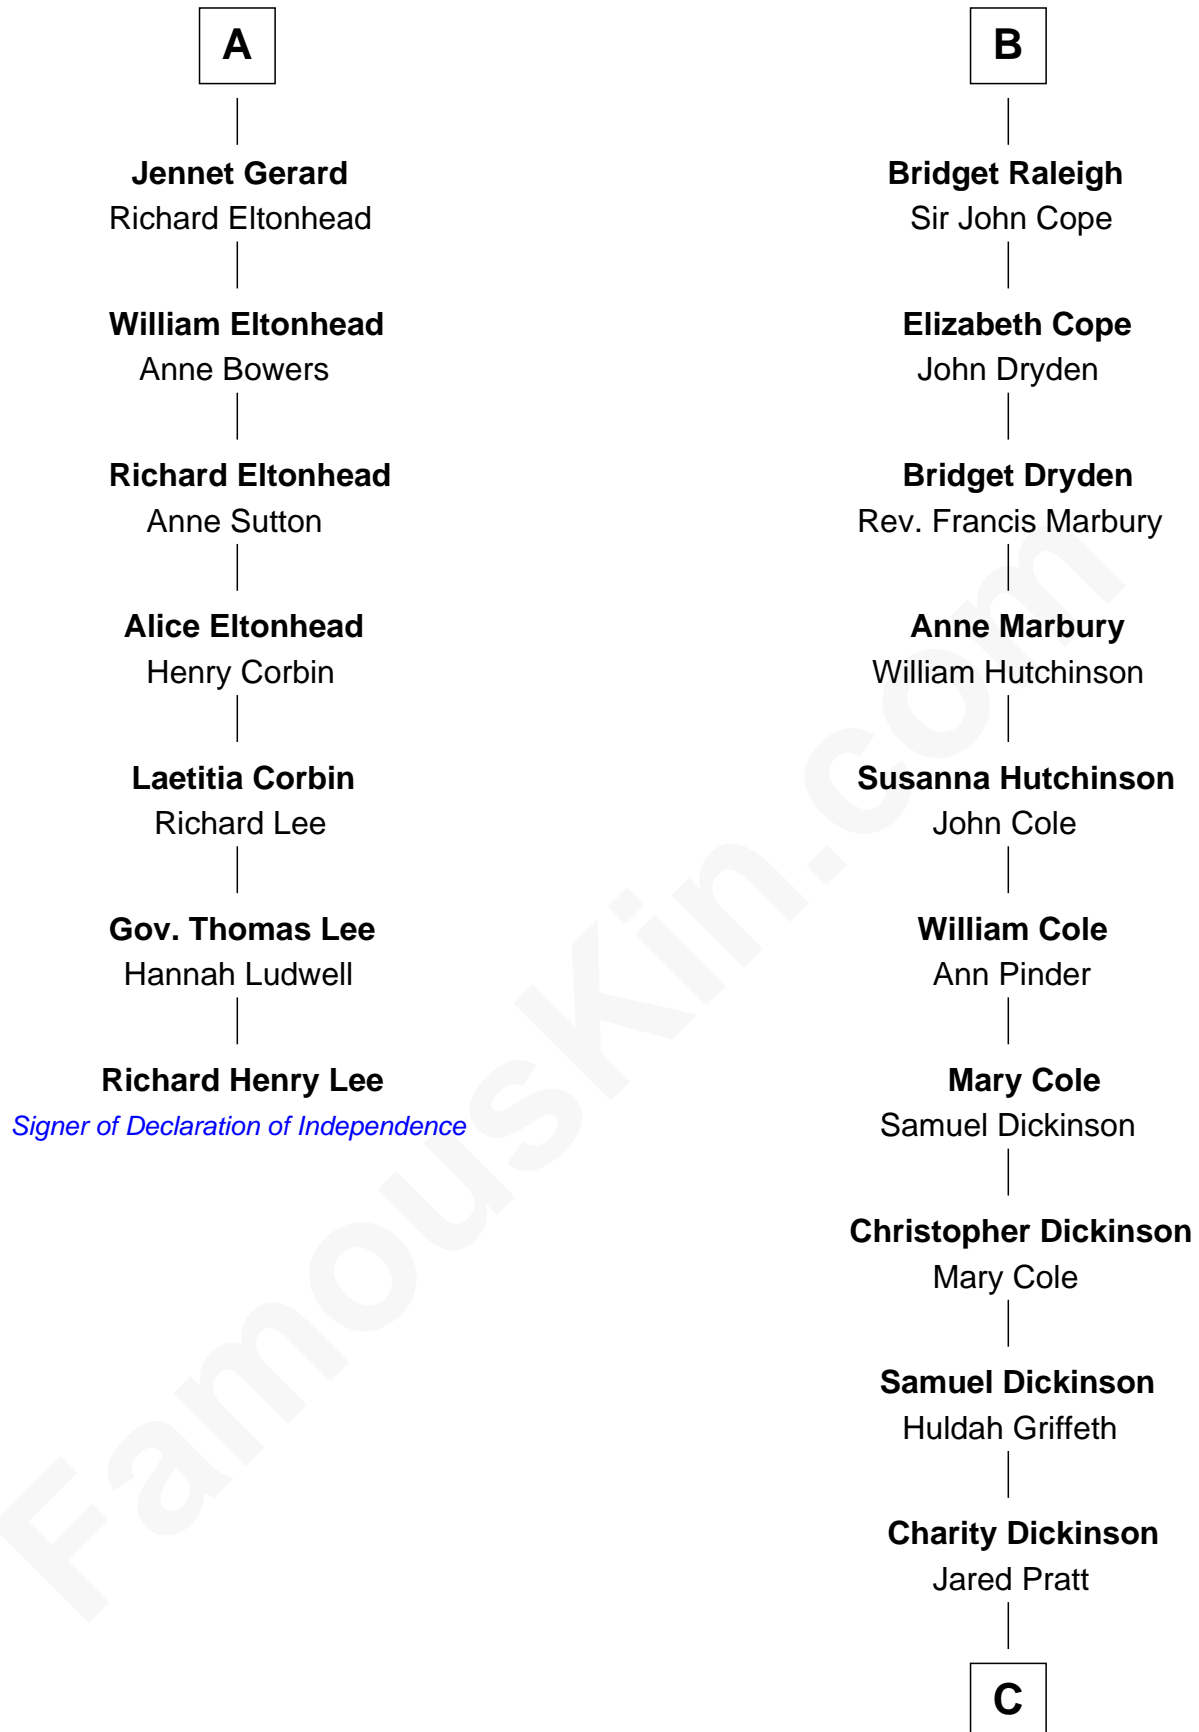 A
Jennet Gerard
Richard Eltonhead
William Eltonhead
Anne Bowers
Richard Eltonhead
Anne Sutton
Alice Eltonhead
Henry Corbin
Laetitia Corbin
Richard Lee
Gov. Thomas Lee
Hannah Ludwell
Richard Henry Lee
Signer of Declaration of Independence
B
Bridget Raleigh
Sir John Cope
Elizabeth Cope
John Dryden
Bridget Dryden
Rev. Francis Marbury
Anne Marbury
William Hutchinson
Susanna Hutchinson
John Cole
William Cole
Ann Pinder
Mary Cole
Samuel Dickinson
Christopher Dickinson
Mary Cole
Samuel Dickinson
Huldah Griffeth
Charity Dickinson
Jared Pratt
C
FamousKin.com